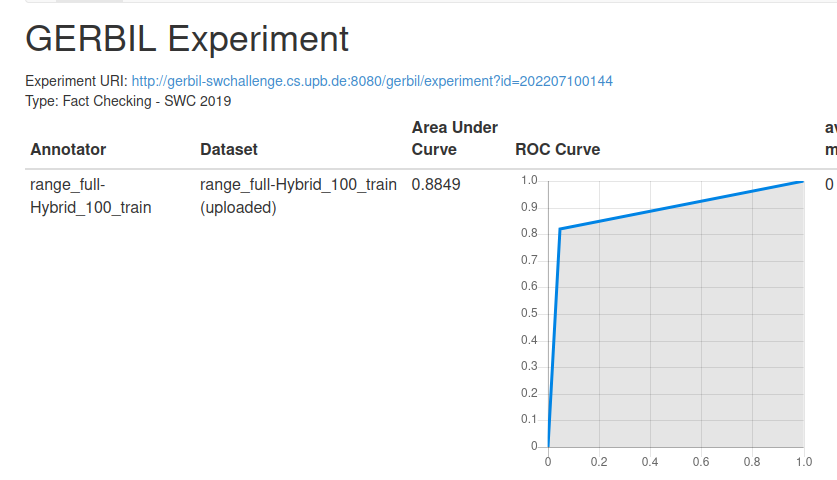 GERBIL Experiment
Experiment URI: http://gerbil-swchallenge.cs.upb.de:8080/gerbil/experiment?id=202207100144
Type: Fact Checking - SWC 2019
Annotator Dataset Area Under Curve ROC Curve
range_full-Hybrid_100_train range_full-Hybrid_100_train (uploaded) 0.8849 0
1.0
0.9
0.8
0.7
0.6
0.5
0.4
0.3
0.2
0.1
0
0 0.2 0.4 0.6 0.8 1.0